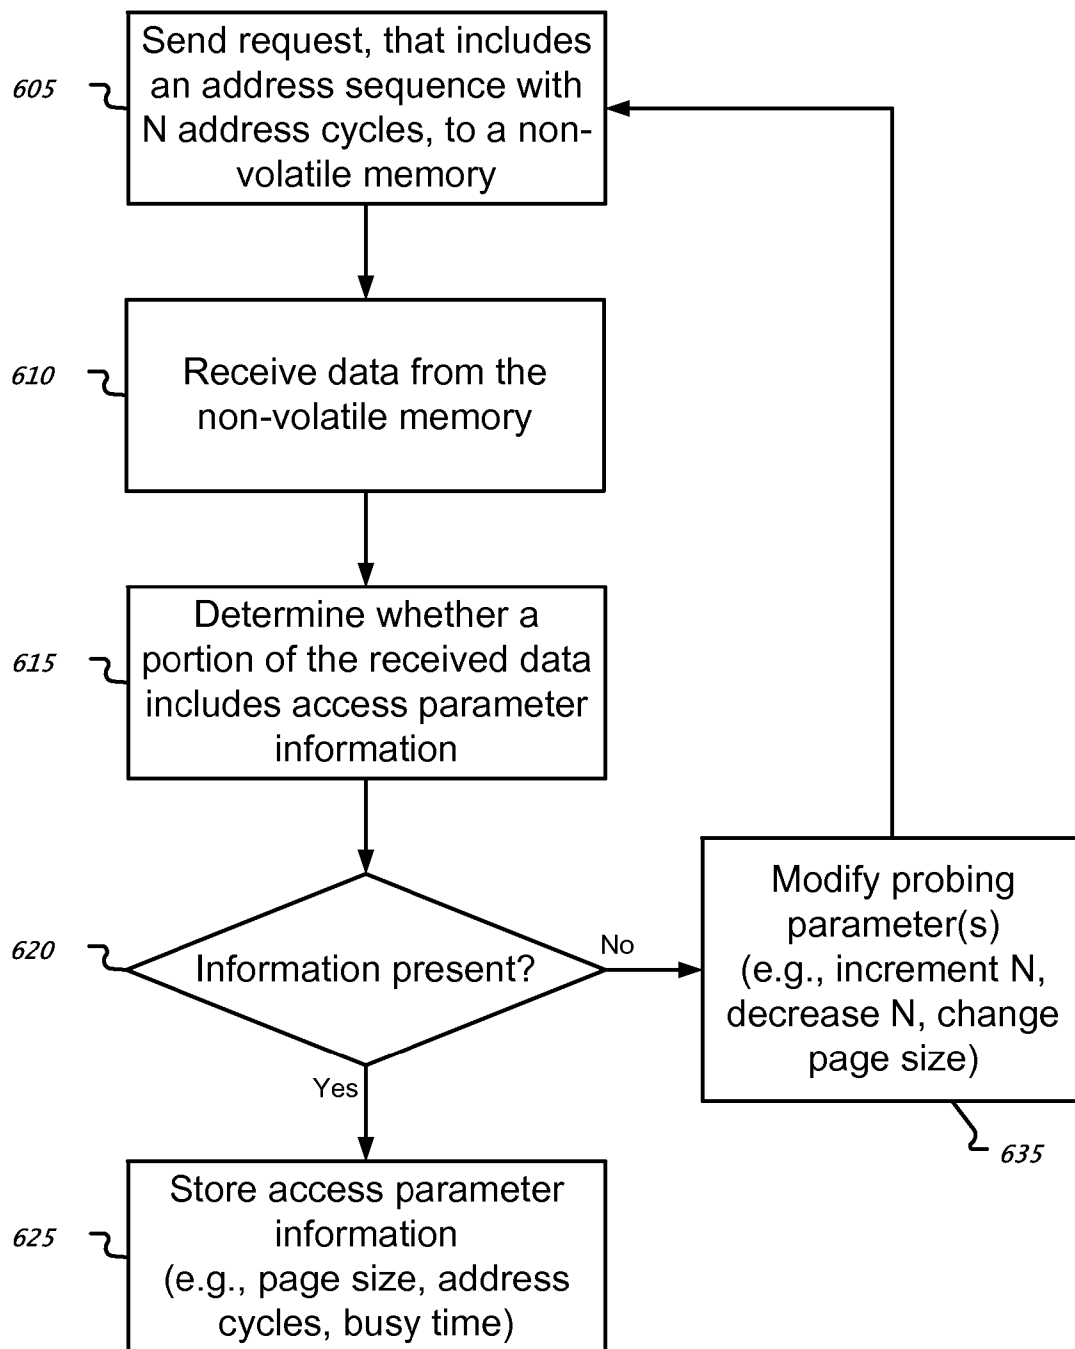 605
Send request, that includes
an address sequence with
N address cycles, to a non-
volatile memory
610
Receive data from the
non-volatile memory
615
Determine whether a
portion of the received data
includes access parameter
information
620
Information present?
No
Modify probing
parameter(s)
(e.g., increment N,
decrease N, change
page size)
635
Yes
625
Store access parameter
information
(e.g., page size, address
cycles, busy time)